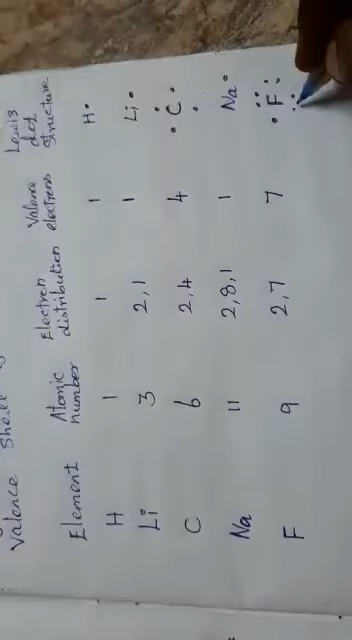 Valence Shell
Element Atomic number Electron distribution Valance electrons Lewis dot structure
H 1 1 1 H
Li 3 2,1 1 Li
C 6 2,4 4 C
Na 11 2,8,1 1 Na
F 9 2,7 7 F